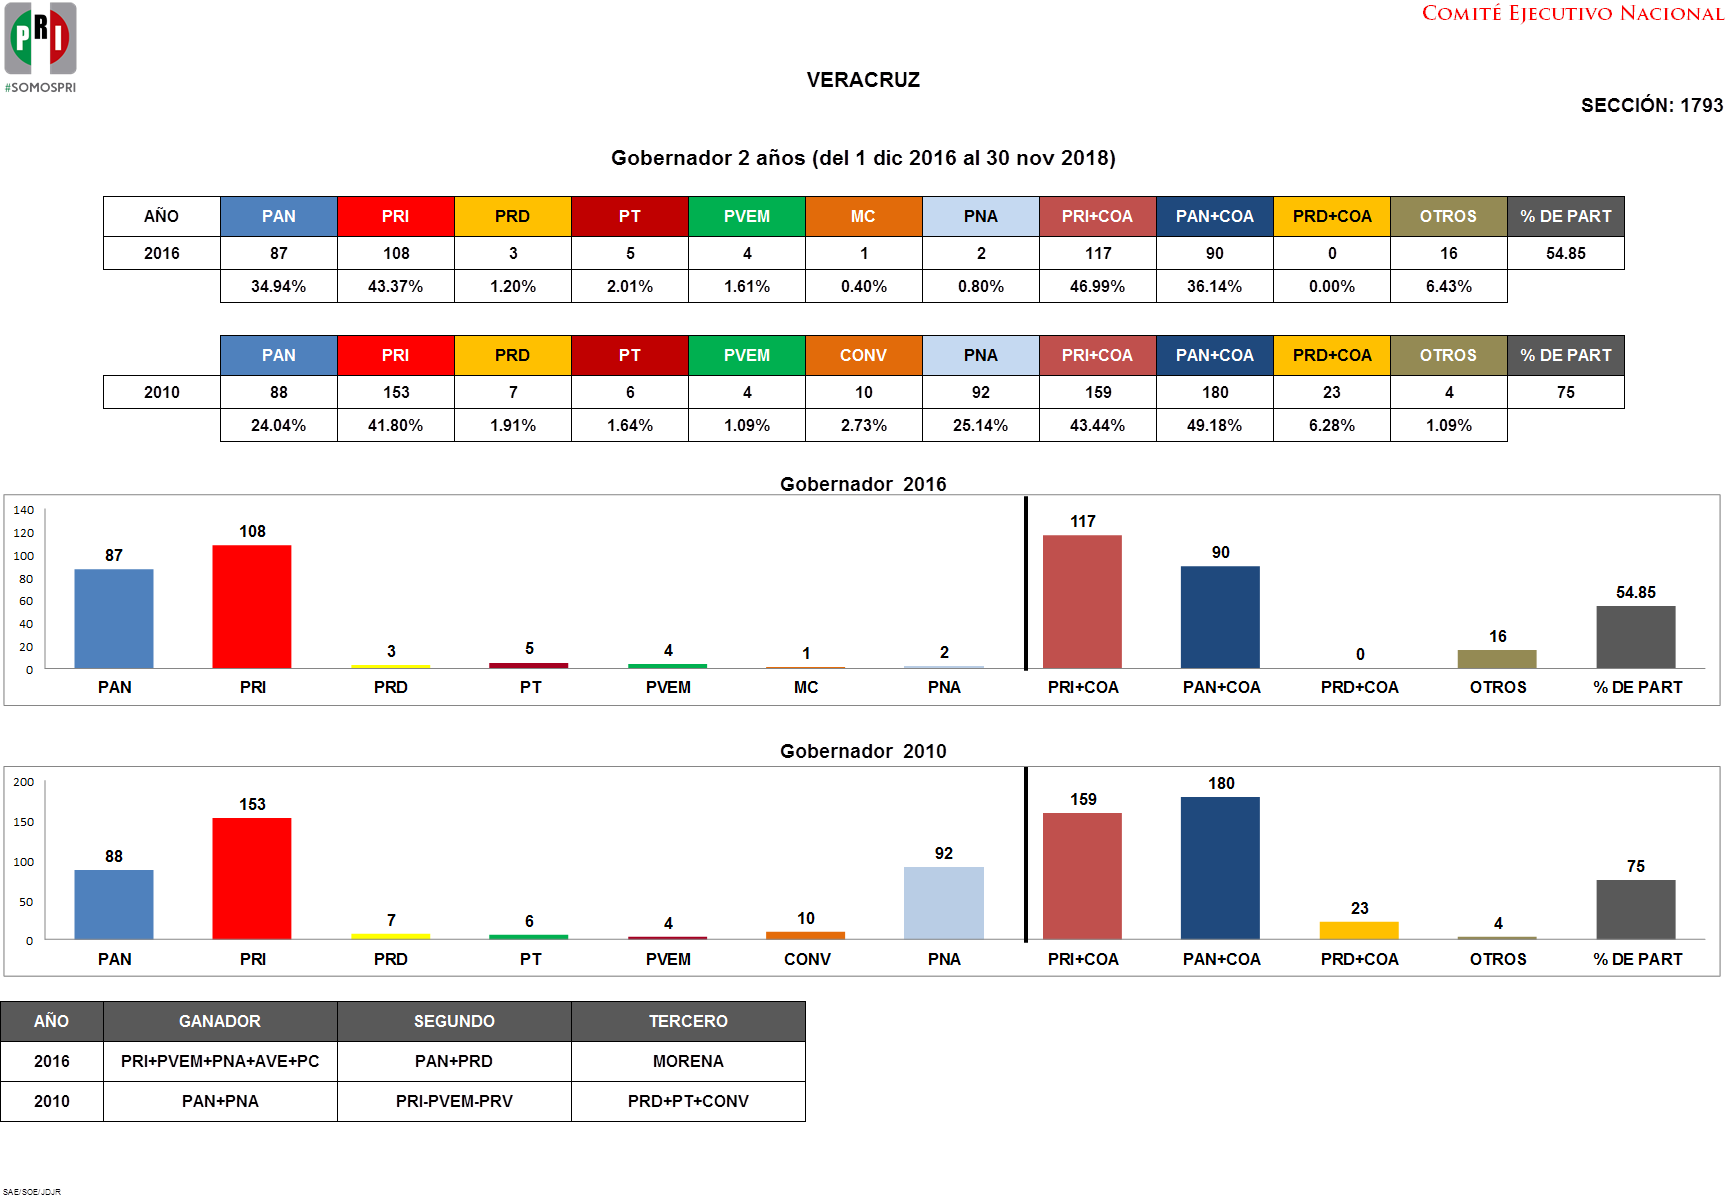 PRI
#SOMOSPRI
COMITÉ EJECUTIVO NACIONAL
VERACRUZ
SECCIÓN: 1793
Gobernador 2 años (del 1 dic 2016 al 30 nov 2018)
AÑO PAN PRI PRD PT PVEM MC PNA PRI+COA PAN+COA PRD+COA OTROS % DE PART
2016 87 108 3 5 4 1 2 117 90 0 16 54.85
34.94% 43.37% 1.20% 2.01% 1.61% 0.40% 0.80% 46.99% 36.14% 0.00% 6.43%
PAN PRI PRD PT PVEM CONV PNA PRI+COA PAN+COA PRD+COA OTROS % DE PART
2010 88 153 7 6 4 10 92 159 180 23 4 75
24.04% 41.80% 1.91% 1.64% 1.09% 2.73% 25.14% 43.44% 49.18% 6.28% 1.09%
Gobernador 2016
140
120
100
80
60
40
20
0
87 108 3 5 4 1 2 117 90 0 16 54.85
PAN PRI PRD PT PVEM MC PNA PRI+COA PAN+COA PRD+COA OTROS % DE PART
Gobernador 2010
200
150
100
50
0
88 153 7 6 4 10 92 159 180 23 4 75
PAN PRI PRD PT PVEM CONV PNA PRI+COA PAN+COA PRD+COA OTROS % DE PART
AÑO GANADOR SEGUNDO TERCERO
2016 PRI+PVEM+PNA+AVE+PC PAN+PRD MORENA
2010 PAN+PNA PRI-PVEM-PRV PRD+PT+CONV
SAE/SOE/JDJR